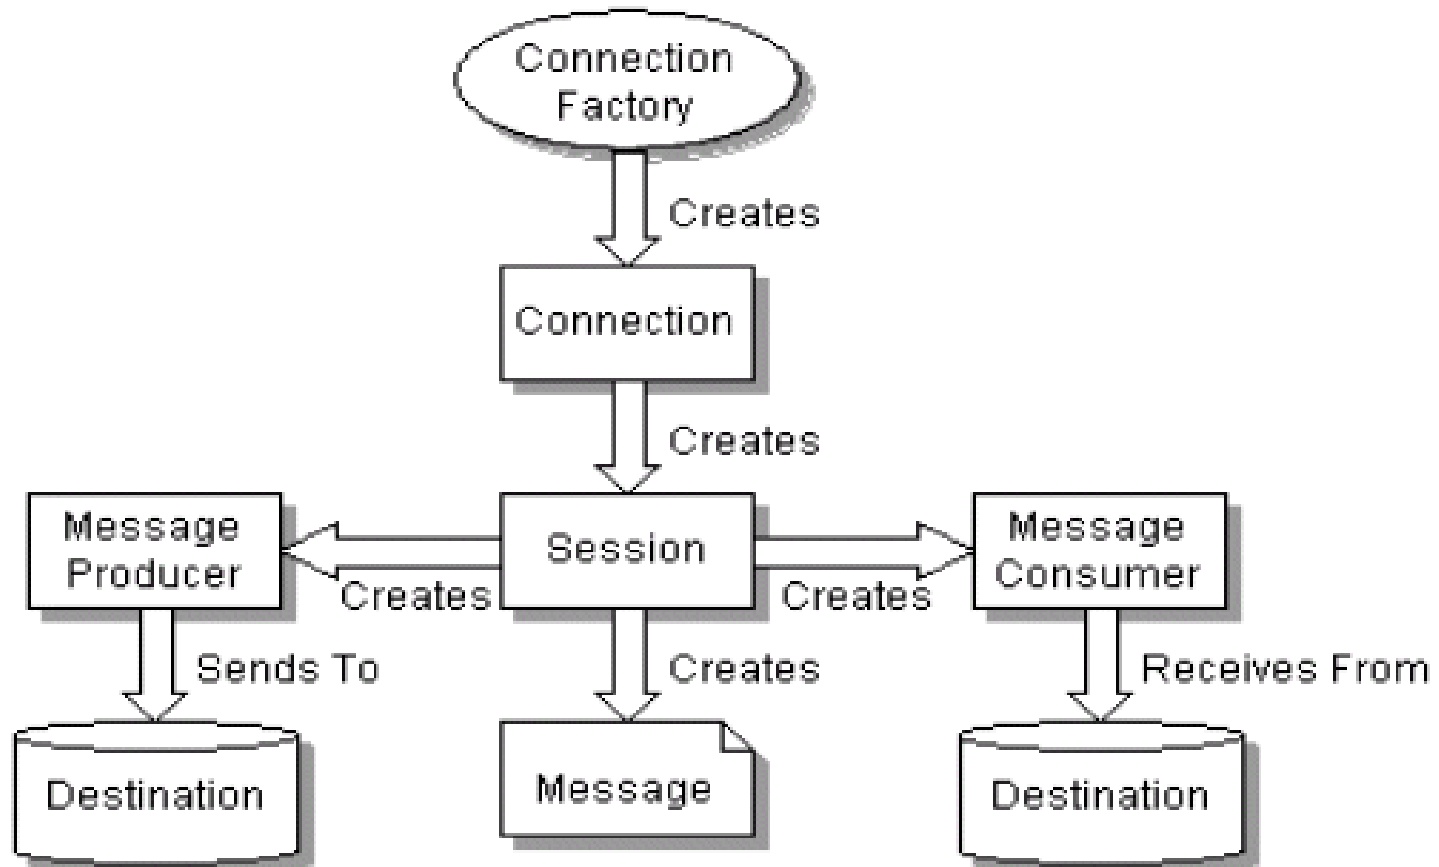 Connection
Factory
Creates
Connection
Creates
Message
Producer
Session
Message
Consumer
Creates
Creates
Sends To
Creates
Receives From
Destination
Message
Destination